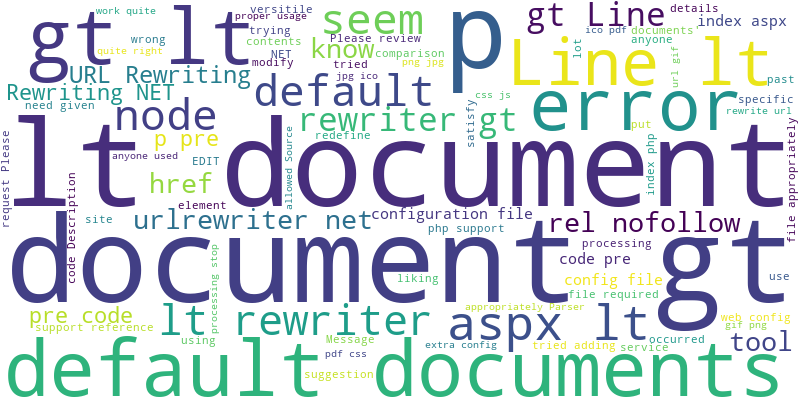 work quite
versitile
proper usage
trying
gt lt
seem
p
gt Line
details
index aspx
ico pdf
documents'
anyone
wrong
Please review
contents
quite right
know
comparison
NET
modify
tried
jpg ico
png jpg
lot
url gif
URL Rewriting
Line lt
past
Rewriting NET
default
css js
specific
need given
rewrite url
node
rewriter gt
error
satisfy
put
p pre
redefine
request Please
anyone used
EDIT
allowed Source
lt
document
index php
file appropriately
href
code Description
element
site
urlrewriter net
configuration file
rel nofollow
php support
processing
code pre
document
gt
processing stop
liking
config file
use
file required
pre code
support reference
lt rewriter
appropriately Parser
aspx lt
web config
gif png
using
Message
extra config
tried adding
occurred
service
tool
pdf css
default documents
suggestion